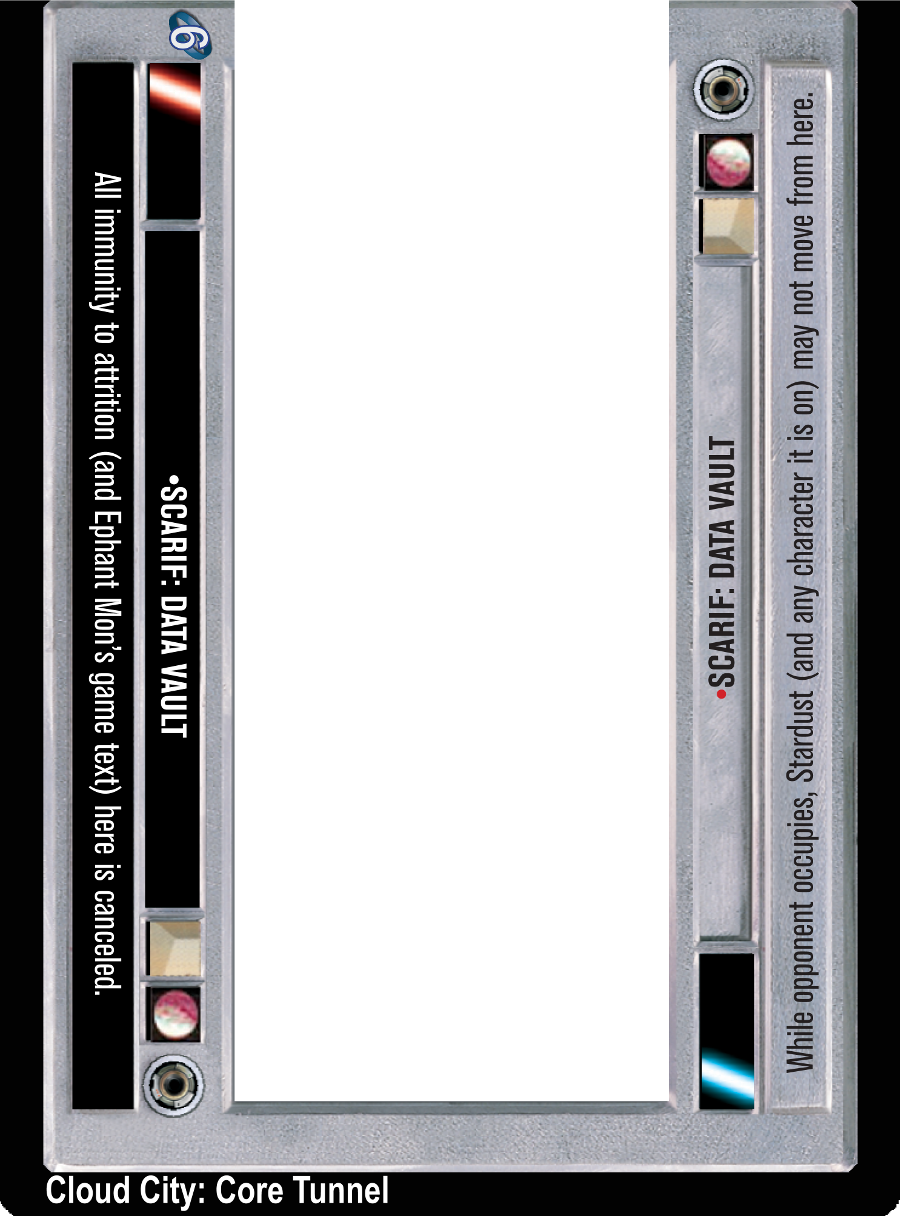 6
All immunity to attrition (and Ephant Mon's game text) here is canceled.
•SCARIF: DATA VAULT
•SCARIF: DATA VAULT
While opponent occupies, Stardust (and any character it is on) may not move from here.
Cloud City: Core Tunnel